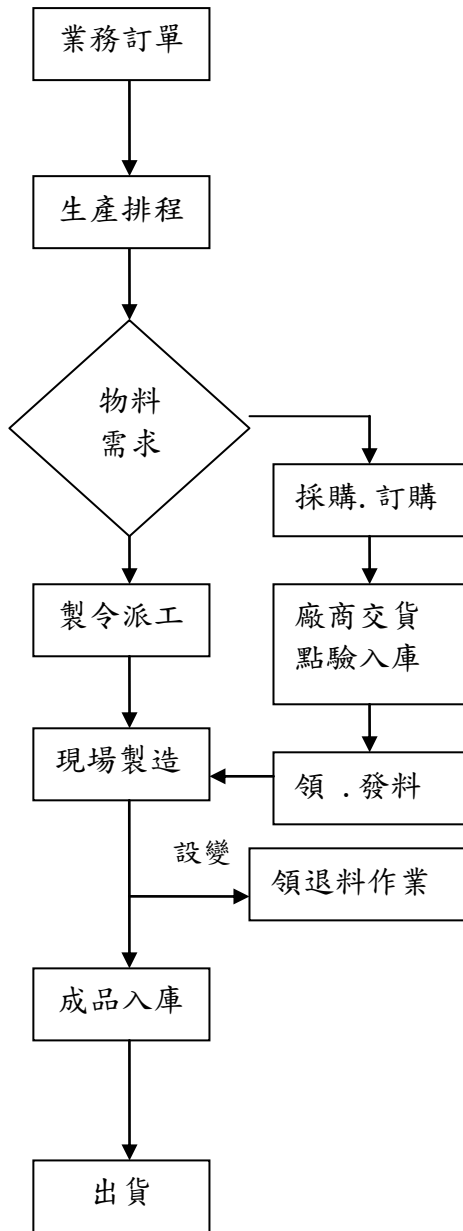 業務訂單
生產排程
物料
需求
採購.訂購
製令派工
廠商交貨
點驗入庫
現場製造
領 .發料
設變
領退料作業
成品入庫
出貨